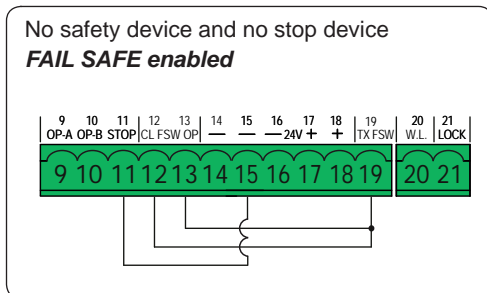 No safety device and no stop device
FAIL SAFE enabled
9 10 11 12 13 14 15 16 17 18 19 20 21
OP-A OP-B STOP CL FSW OP — — — 24V + + TX FSW W.L. LOCK
9 10 11 12 13 14 15 16 17 18 19 20 21